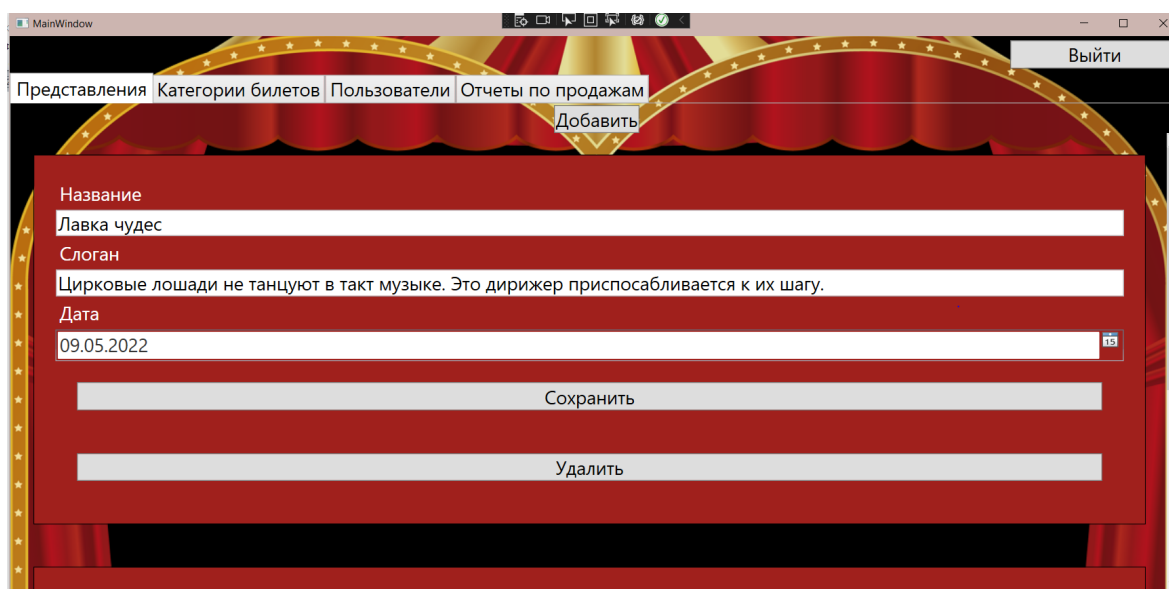 MainWindow
Выйти
Представления Категории билетов Пользователи Отчеты по продажам
Добавить
Название
Лавка чудес
Слоган
Цирковые лошади не танцуют в такт музыке. Это дирижер приспосабливается к их шагу.
Дата
09.05.2022
15
Сохранить
Удалить